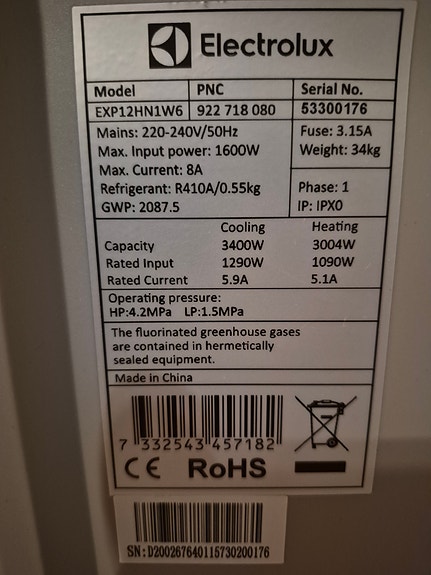 Electrolux
Model PNC Serial No.
EXP12HN1W6 922 718 080 53300176
Mains: 220-240V/50Hz Fuse: 3.15A
Max. Input power: 1600W Weight: 34kg
Max. Current: 8A
Refrigerant: R410A/0.55kg Phase: 1
GWP: 2087.5 IP: IPX0
Cooling Heating
Capacity 3400W 3004W
Rated Input 1290W 1090W
Rated Current 5.9A 5.1A
Operating pressure:
HP:4.2MPa LP:1.5MPa
The fluorinated greenhouse gases
are contained in hermetically
sealed equipment.
Made in China
7 332543 457182
CE RoHS
SN:D200267640115730200176